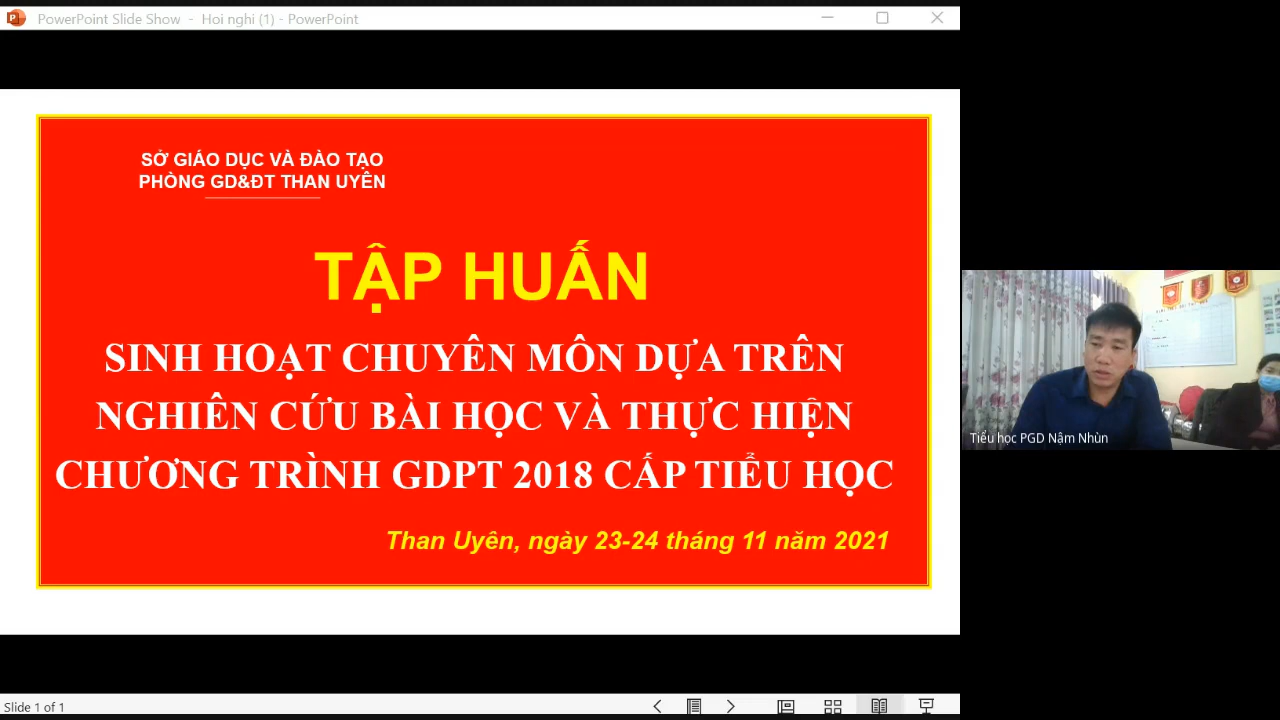 PowerPoint Slide Show - Hoi nghi (1) - PowerPoint
SỞ GIÁO DỤC VÀ ĐÀO TẠO
PHÒNG GD&ĐT THAN UYÊN
TẬP HUẤN
SINH HOẠT CHUYÊN MÔN DỰA TRÊN
NGHIÊN CỨU BÀI HỌC VÀ THỰC HIỆN
CHƯƠNG TRÌNH GDPT 2018 CẤP TIỂU HỌC
Than Uyên, ngày 23-24 tháng 11 năm 2021
Tiểu học PGD Nậm Nhùn
Slide 1 of 1